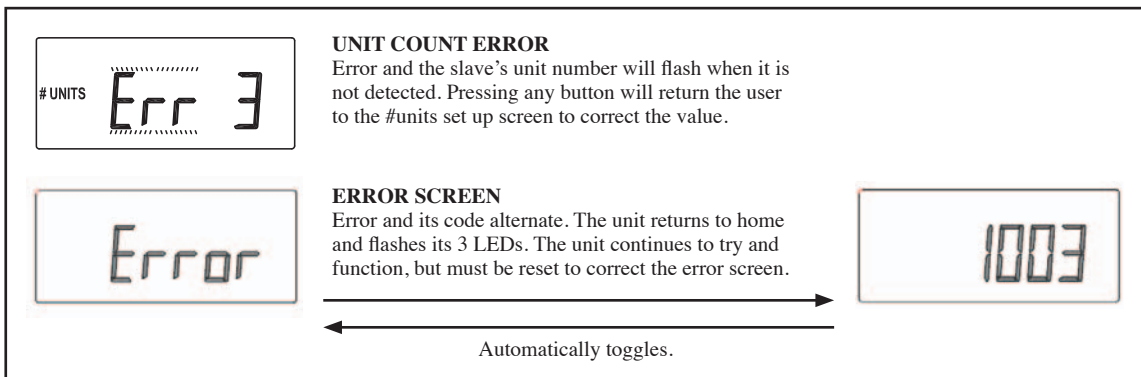 UNIT COUNT ERROR
# UNITS
Err 3
Error and the slave's unit number will flash when it is
not detected. Pressing any button will return the user
to the #units set up screen to correct the value.
ERROR SCREEN
Error
Error and its code alternate. The unit returns to home
and flashes its 3 LEDs. The unit continues to try and
function, but must be reset to correct the error screen.
1003
Automatically toggles.